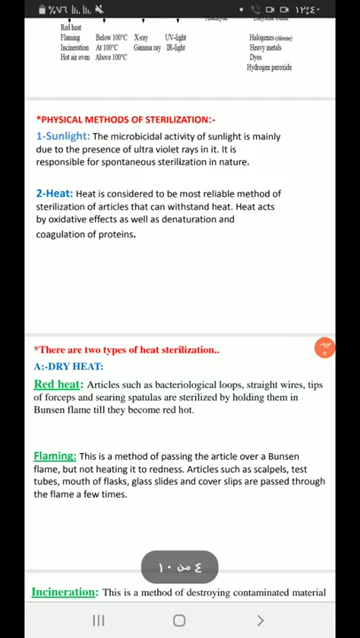 %٧٦ ١٢:٤٠
Red heat
Flaming Below 100°C X-ray UV-light Halogenes (chlorine)
Incineration At 100°C Gamma ray IR-light Heavy metals
Hot air oven Above 100°C Dyes
Hydrogen peroxide
*PHYSICAL METHODS OF STERILIZATION:-
1-Sunlight: The microbicidal activity of sunlight is mainly
due to the presence of ultra violet rays in it. It is
responsible for spontaneous sterilization in nature.
2-Heat: Heat is considered to be most reliable method of
sterilization of articles that can withstand heat. Heat acts
by oxidative effects as well as denaturation and
coagulation of proteins.
*There are two types of heat sterilization..
A:-DRY HEAT:
Red heat: Articles such as bacteriological loops, straight wires, tips
of forceps and searing spatulas are sterilized by holding them in
Bunsen flame till they become red hot.
Flaming: This is a method of passing the article over a Bunsen
flame, but not heating it to redness. Articles such as scalpels, test
tubes, mouth of flasks, glass slides and cover slips are passed through
the flame a few times.
٤ من ١٠
Incineration: This is a method of destroying contaminated material